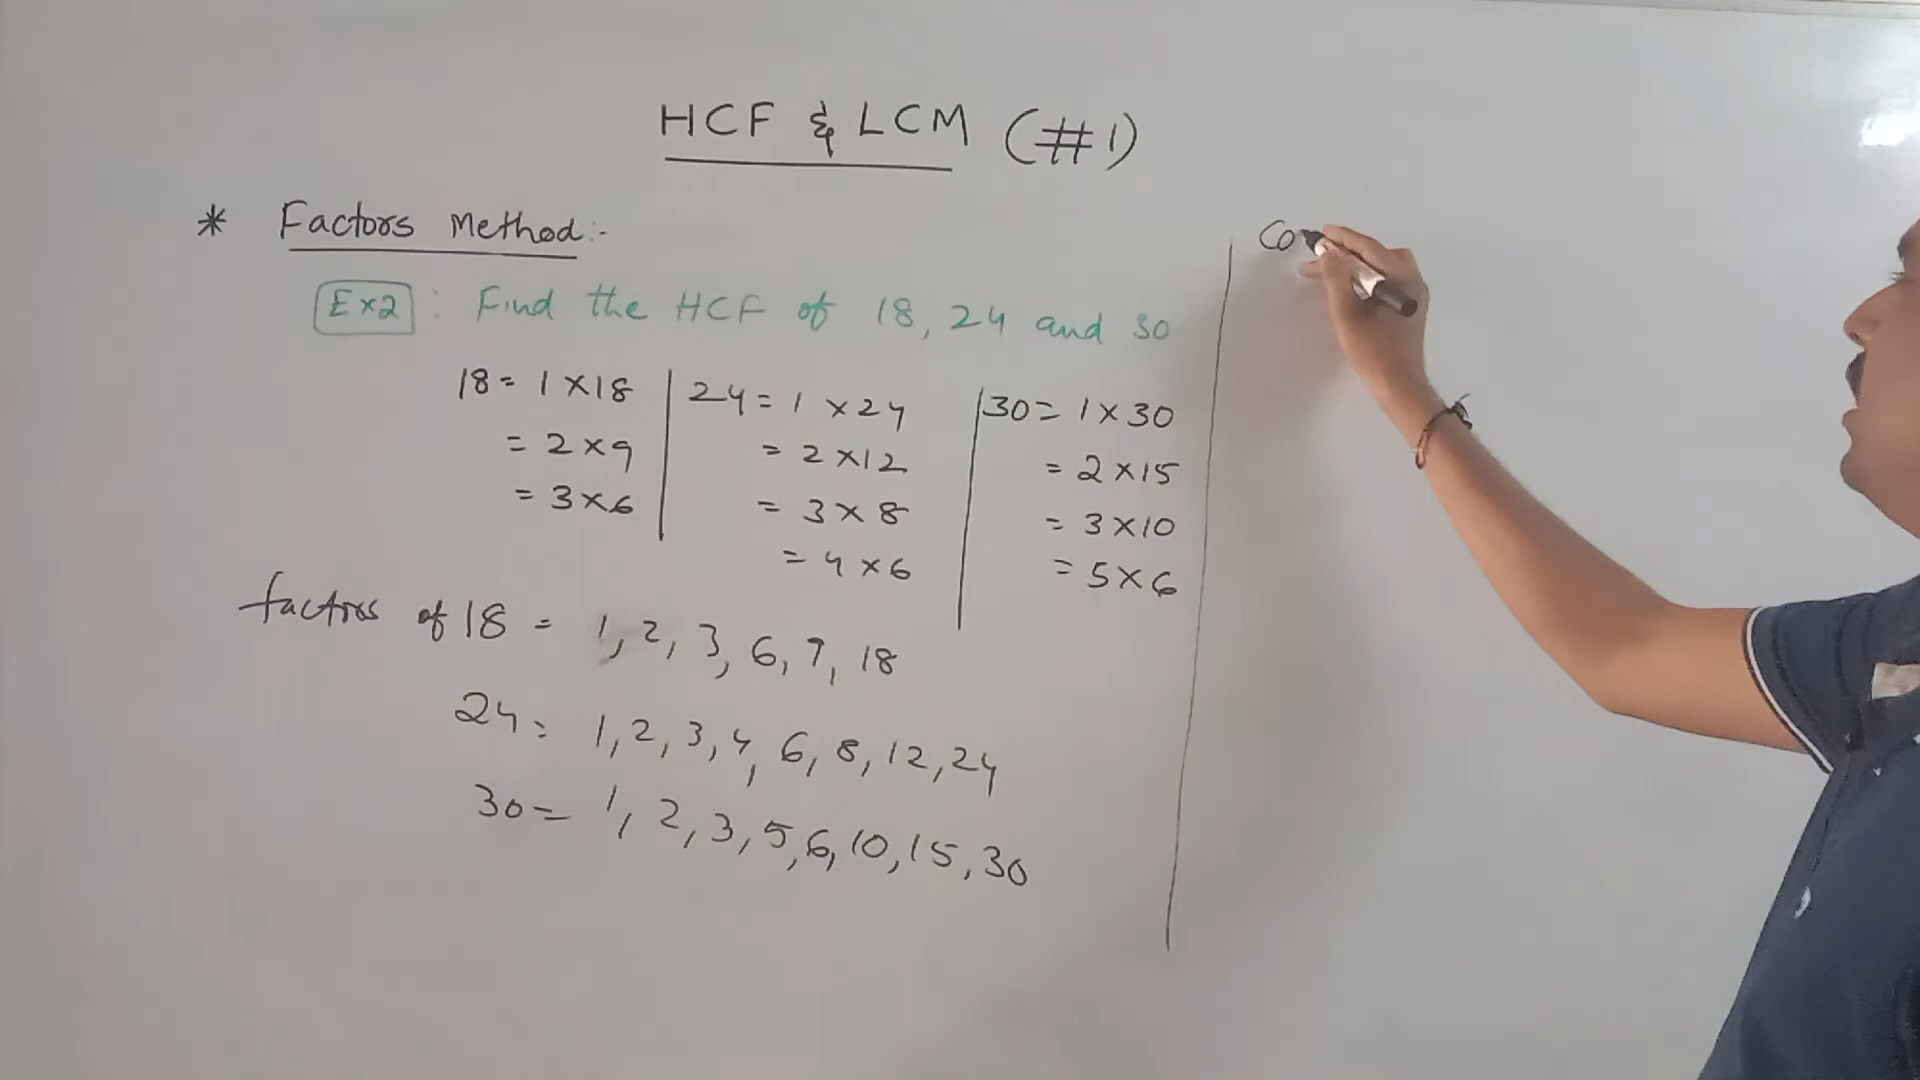 HCF & LCM (#1)
* Factors Method:-
Ex2 : Find the HCF of 18, 24 and 30
18 = 1 × 18
= 2 × 9
= 3 × 6
24 = 1 × 24
= 2 × 12
= 3 × 8
= 4 × 6
30 = 1 × 30
= 2 × 15
= 3 × 10
= 5 × 6
factors of 18 = 1, 2, 3, 6, 9, 18
24 = 1, 2, 3, 4, 6, 8, 12, 24
30 = 1, 2, 3, 5, 6, 10, 15, 30
Co